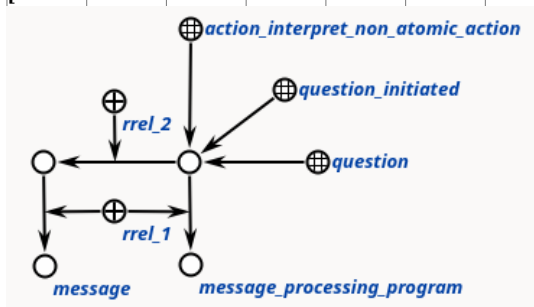 action_interpret_non_atomic_action
question_initiated
rrel_2
question
rrel_1
message
message_processing_program